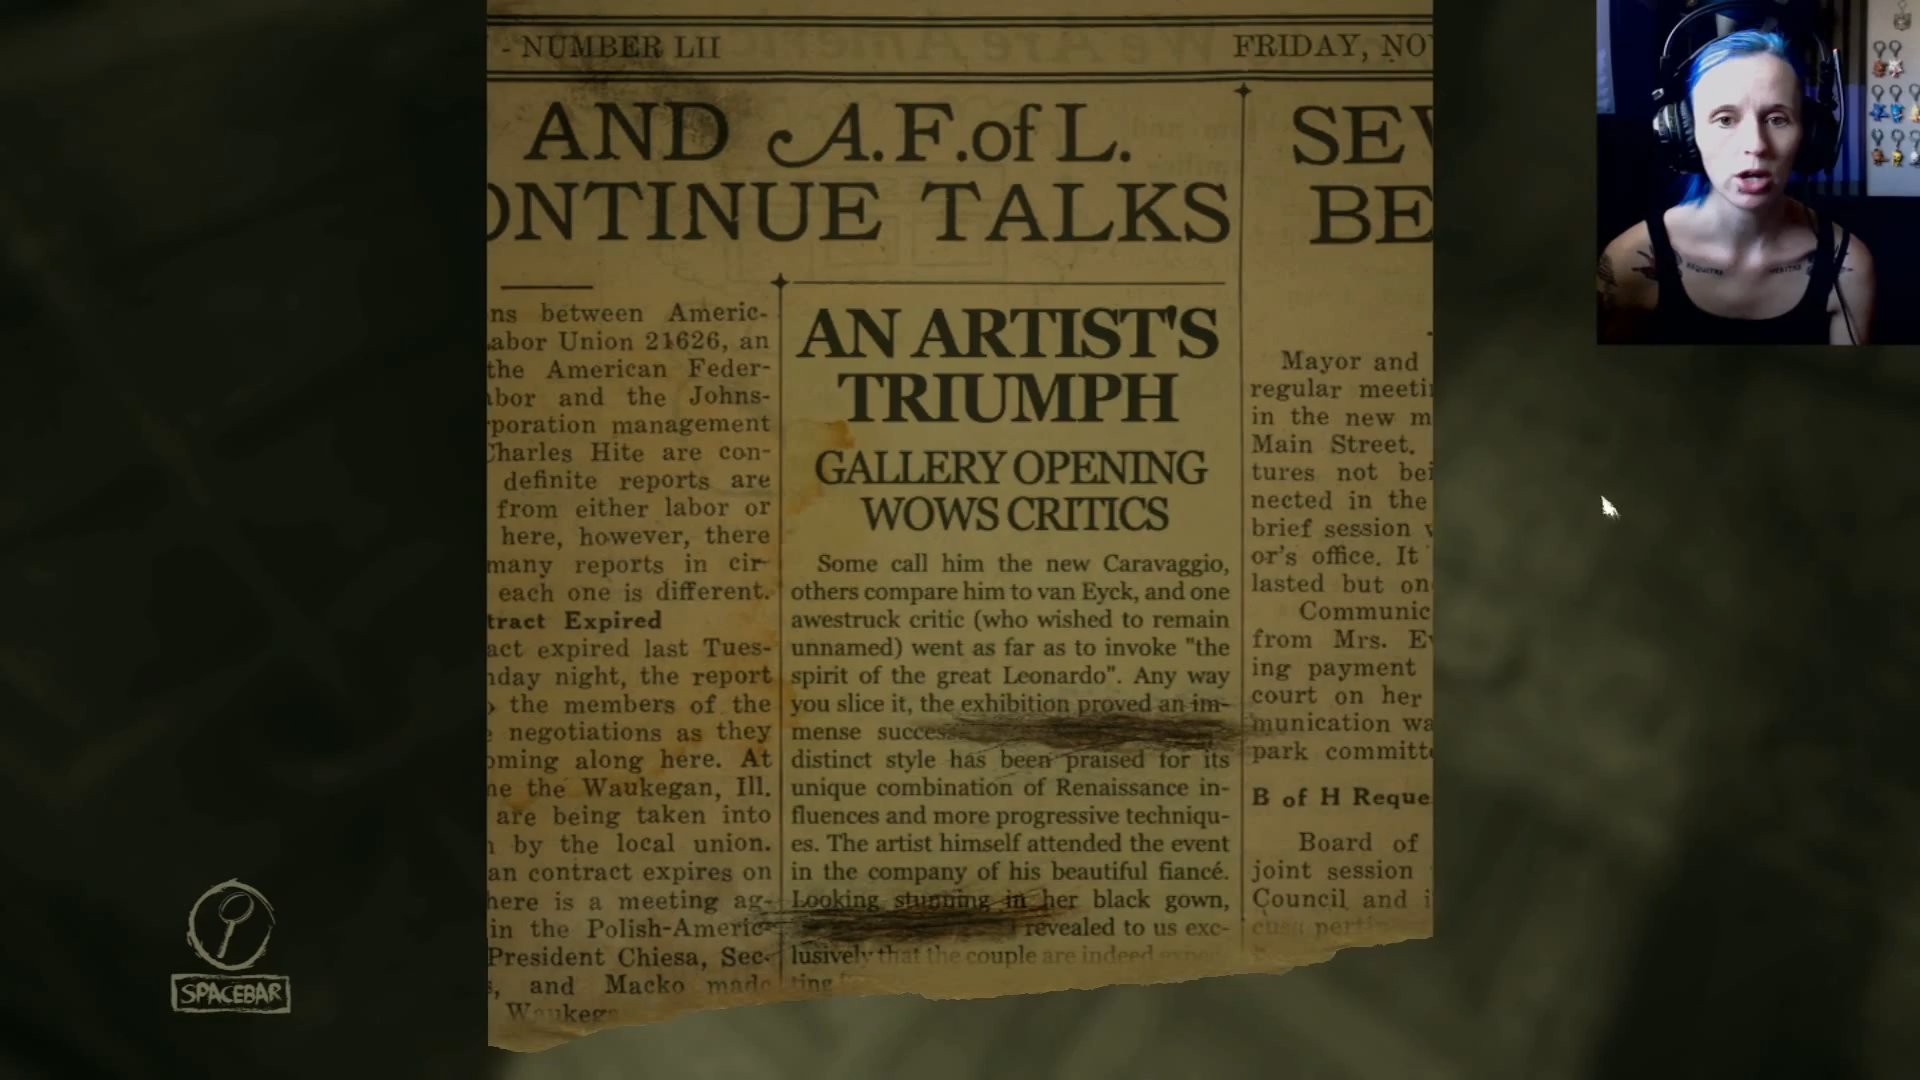 - NUMBER LII
FRIDAY, NO
AND A.F.of L.
ONTINUE TALKS
SEV
BE
ns between Americ-
abor Union 21626, an
the American Feder-
abor and the Johns-
rporation management
Charles Hite are con-
definite reports are
from either labor or
here, however, there
many reports in cir-
each one is different.
tract Expired
act expired last Tues-
nday night, the report
the members of the
negotiations as they
oming along here. At
ne the Waukegan, Ill.
are being taken into
by the local union.
an contract expires on
here is a meeting ag-
in the Polish-Americ-
President Chiesa, Sec-
, and Macko made
Waukega
AN ARTIST'S
TRIUMPH
GALLERY OPENING
WOWS CRITICS
Some call him the new Caravaggio,
others compare him to van Eyck, and one
awestruck critic (who wished to remain
unnamed) went as far as to invoke "the
spirit of the great Leonardo". Any way
you slice it, the exhibition proved an im-
mense success
distinct style has been praised for its
unique combination of Renaissance in-
fluences and more progressive techniqu-
es. The artist himself attended the event
in the company of his beautiful fiancé.
Looking stunning in her black gown,
revealed to us exc-
lusively that the couple are indeed expec-
ting
Mayor and
regular meeti
in the new m
Main Street.
tures not bei
nected in the
brief session
or's office. It
lasted but on
Communic
from Mrs. Ev
ing payment
court on her
munication wa
park committe
B of H Reque
Board of
joint session
Council and i
SPACEBAR